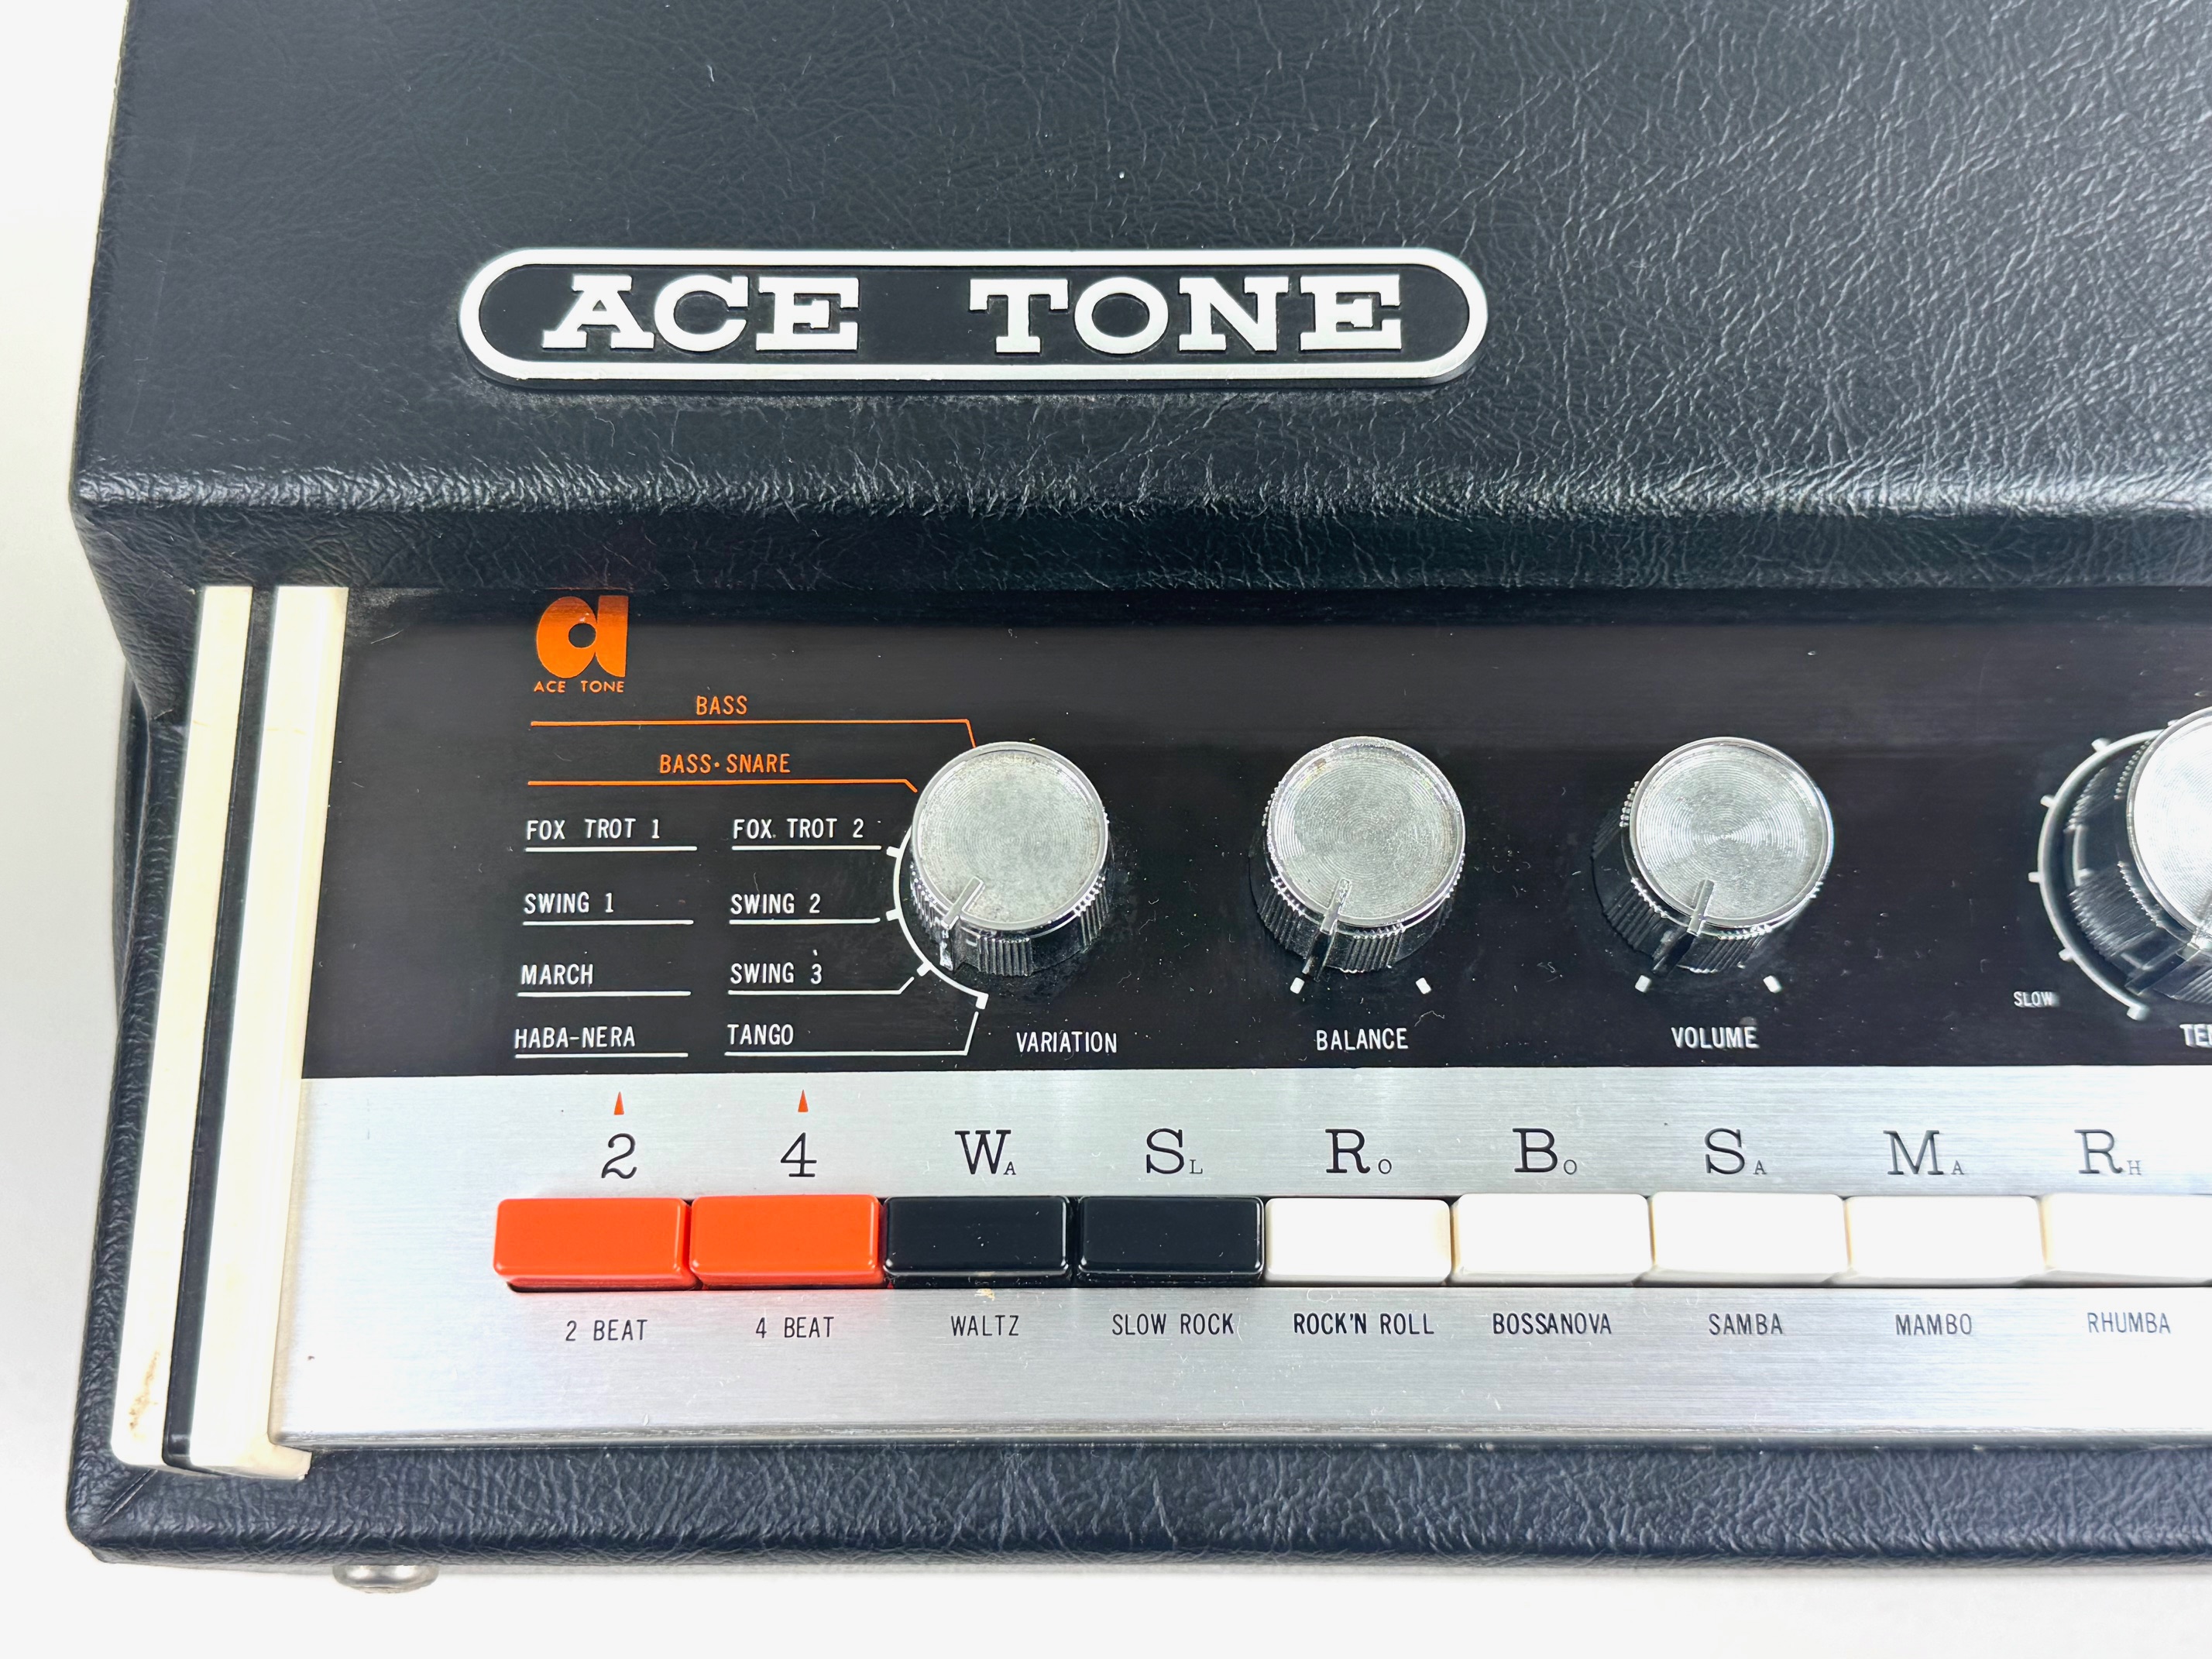 ACE TONE
a
ACE TONE
BASS
BASS·SNARE
FOX TROT 1 FOX TROT 2
SWING 1 SWING 2
MARCH SWING 3
HABA-NERA TANGO
VARIATION BALANCE VOLUME
SLOW
2 4 WA SL RO BO SA MA RH
2 BEAT 4 BEAT WALTZ SLOW ROCK ROCK'N ROLL BOSSANOVA SAMBA MAMBO RHUMBA